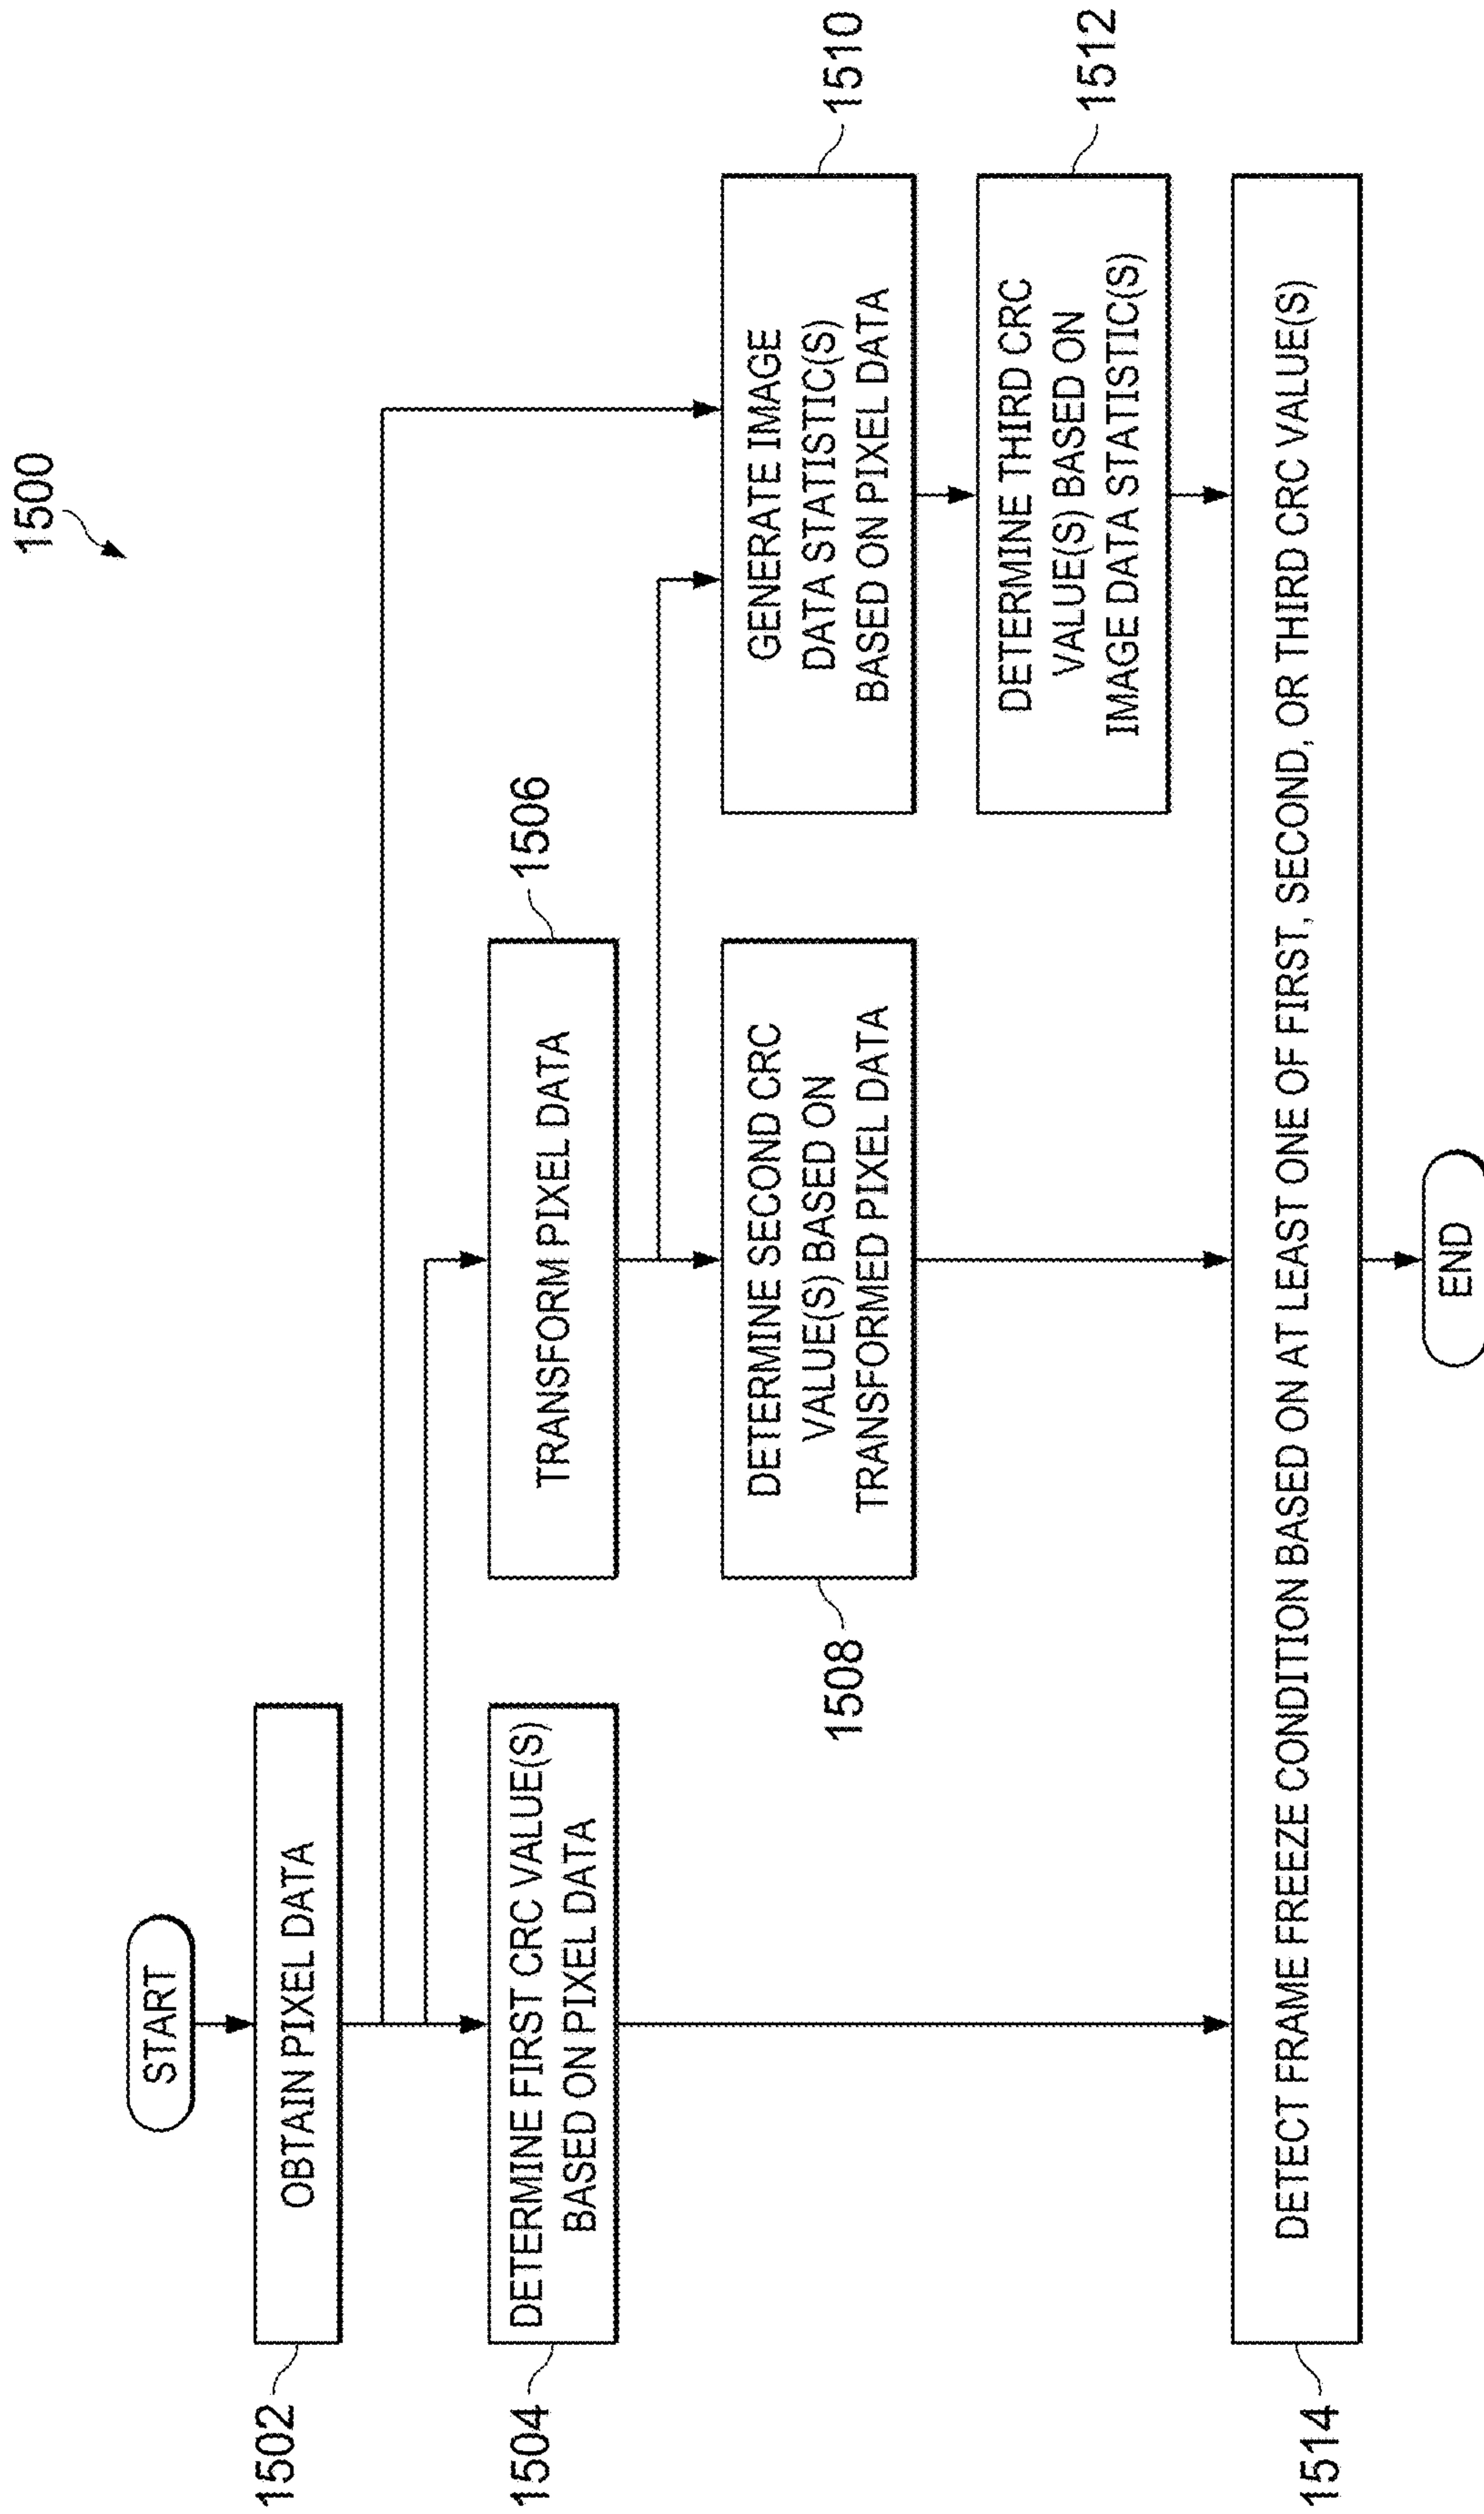 1500
START
1502
OBTAIN PIXEL DATA
1504
DETERMINE FIRST CRC VALUE(S)
BASED ON PIXEL DATA
TRANSFORM PIXEL DATA
1506
1508
DETERMINE SECOND CRC
VALUE(S) BASED ON
TRANSFORMED PIXEL DATA
GENERATE IMAGE
DATA STATISTIC(S)
BASED ON PIXEL DATA
1510
DETERMINE THIRD CRC
VALUE(S) BASED ON
IMAGE DATA STATISTIC(S)
1512
1514
DETECT FRAME FREEZE CONDITION BASED ON AT LEAST ONE OF FIRST, SECOND, OR THIRD CRC VALUE(S)
END